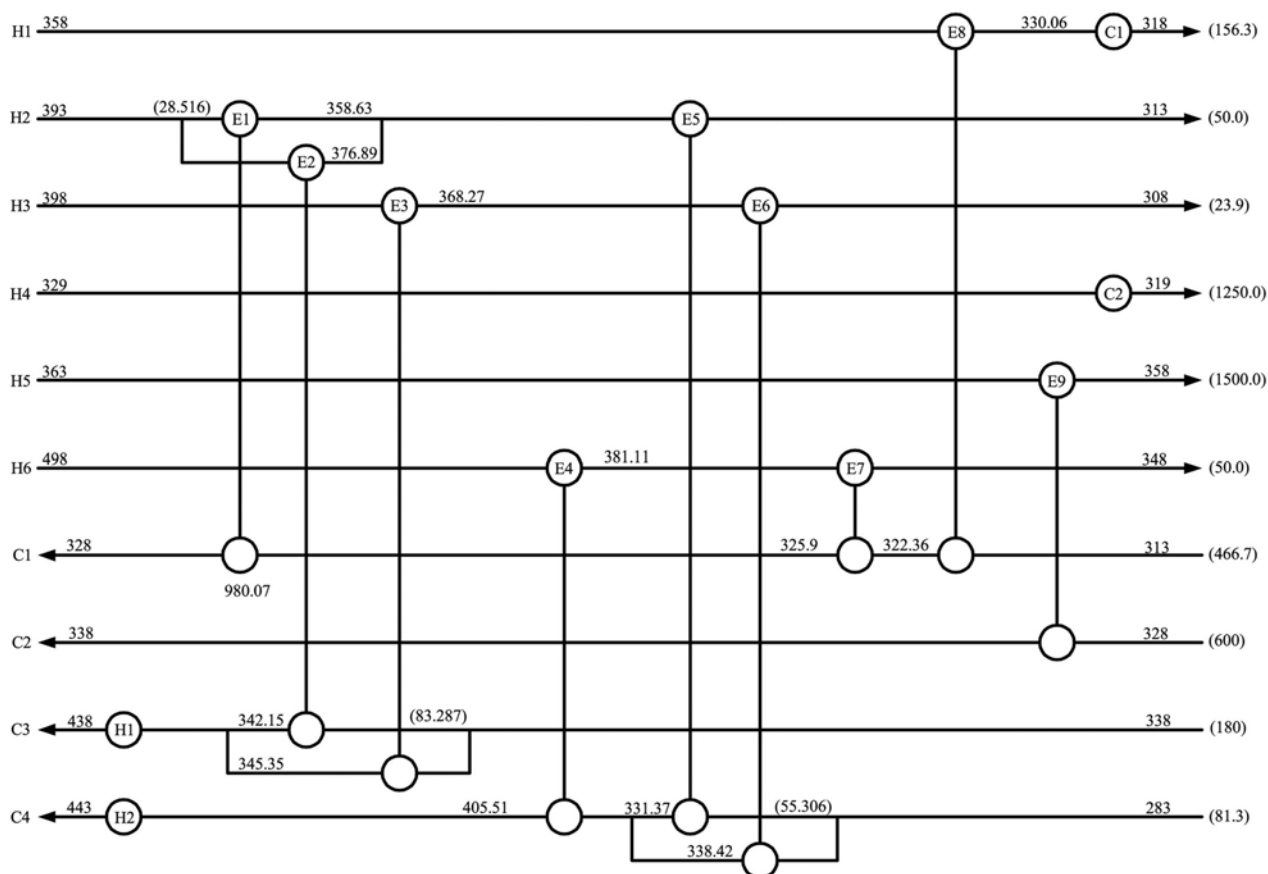 H1 358 E8 330.06 C1 318 (156.3)
H2 393 (28.516) E1 358.63 E5 313 (50.0)
E2 376.89
H3 398 E3 368.27 E6 308 (23.9)
H4 329 C2 319 (1250.0)
H5 363 E9 358 (1500.0)
H6 498 E4 381.11 E7 348 (50.0)
C1 328 325.9 322.36 313 (466.7)
980.07
C2 338 328 (600)
C3 438 H1 342.15 (83.287) 338 (180)
345.35
C4 443 H2 405.51 331.37 (55.306) 283 (81.3)
338.42